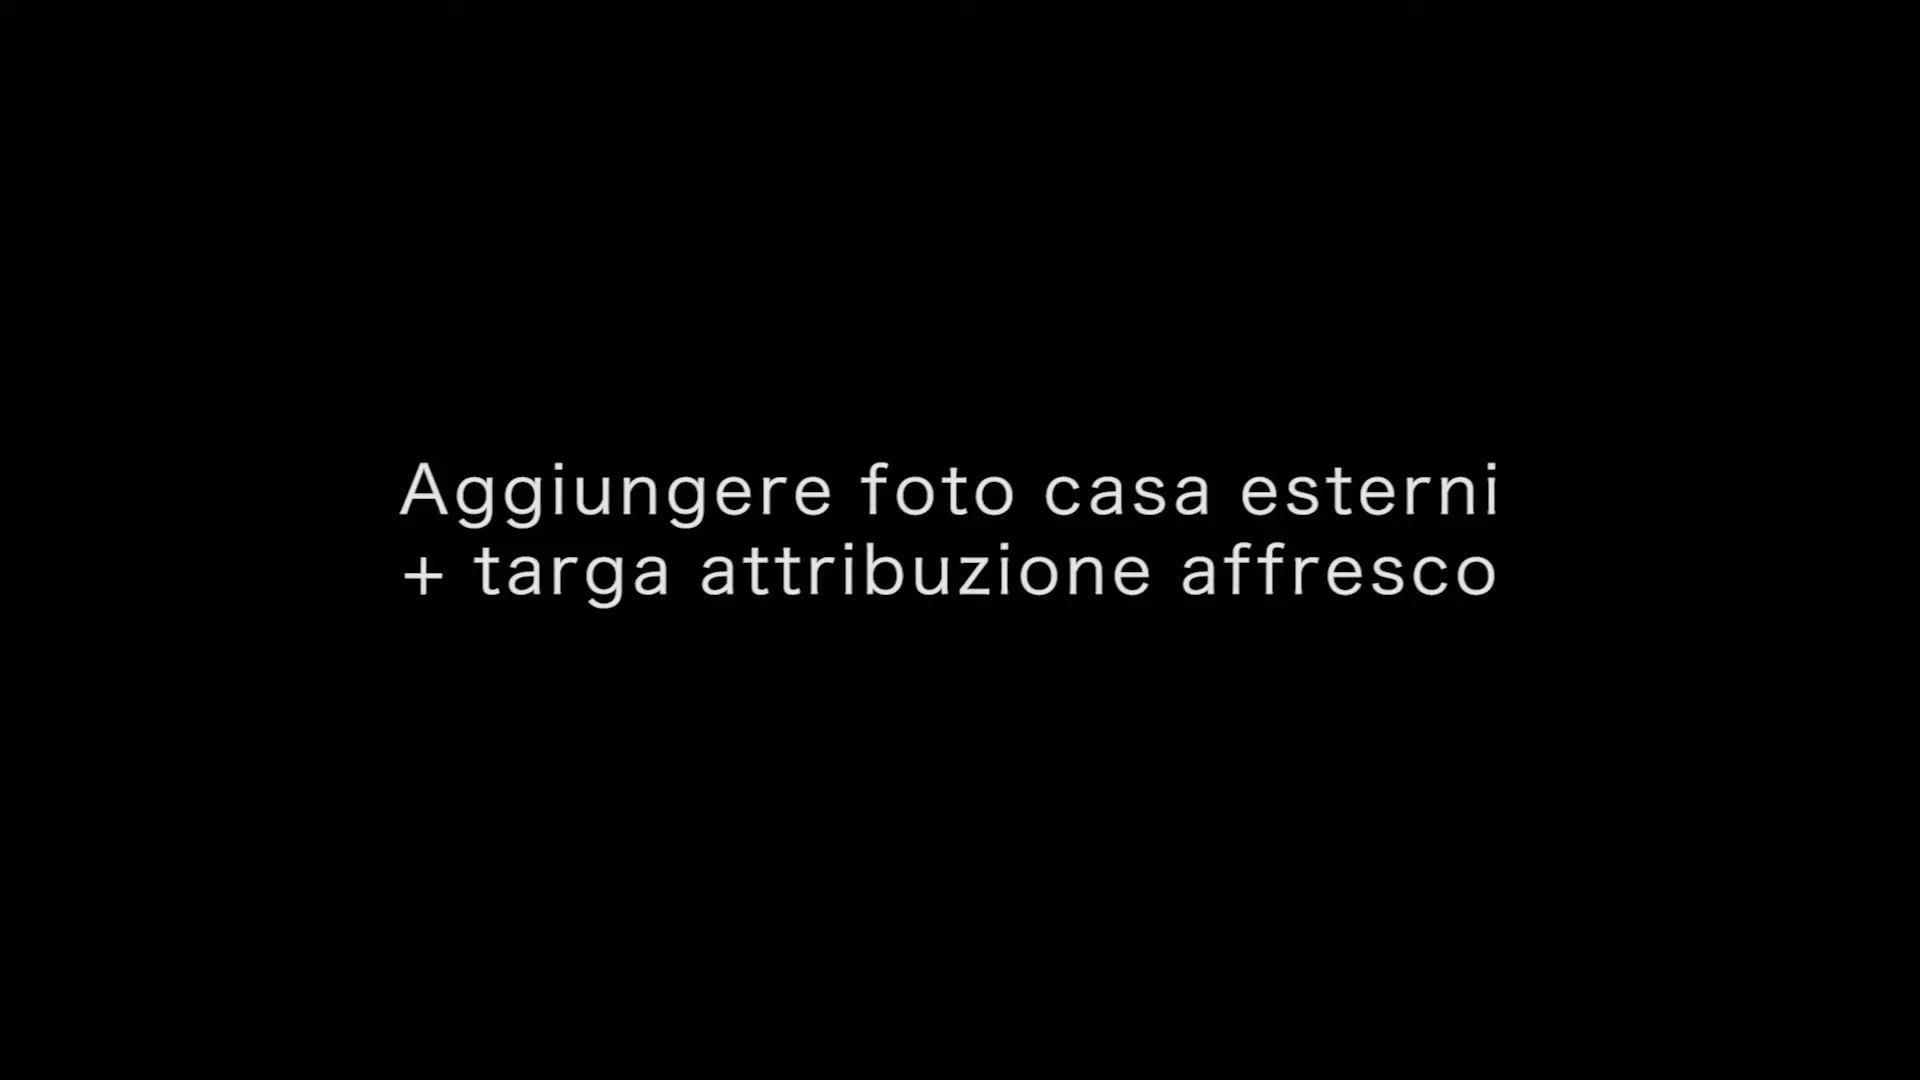 Aggiungere foto casa esterni
+ targa attribuzione affresco